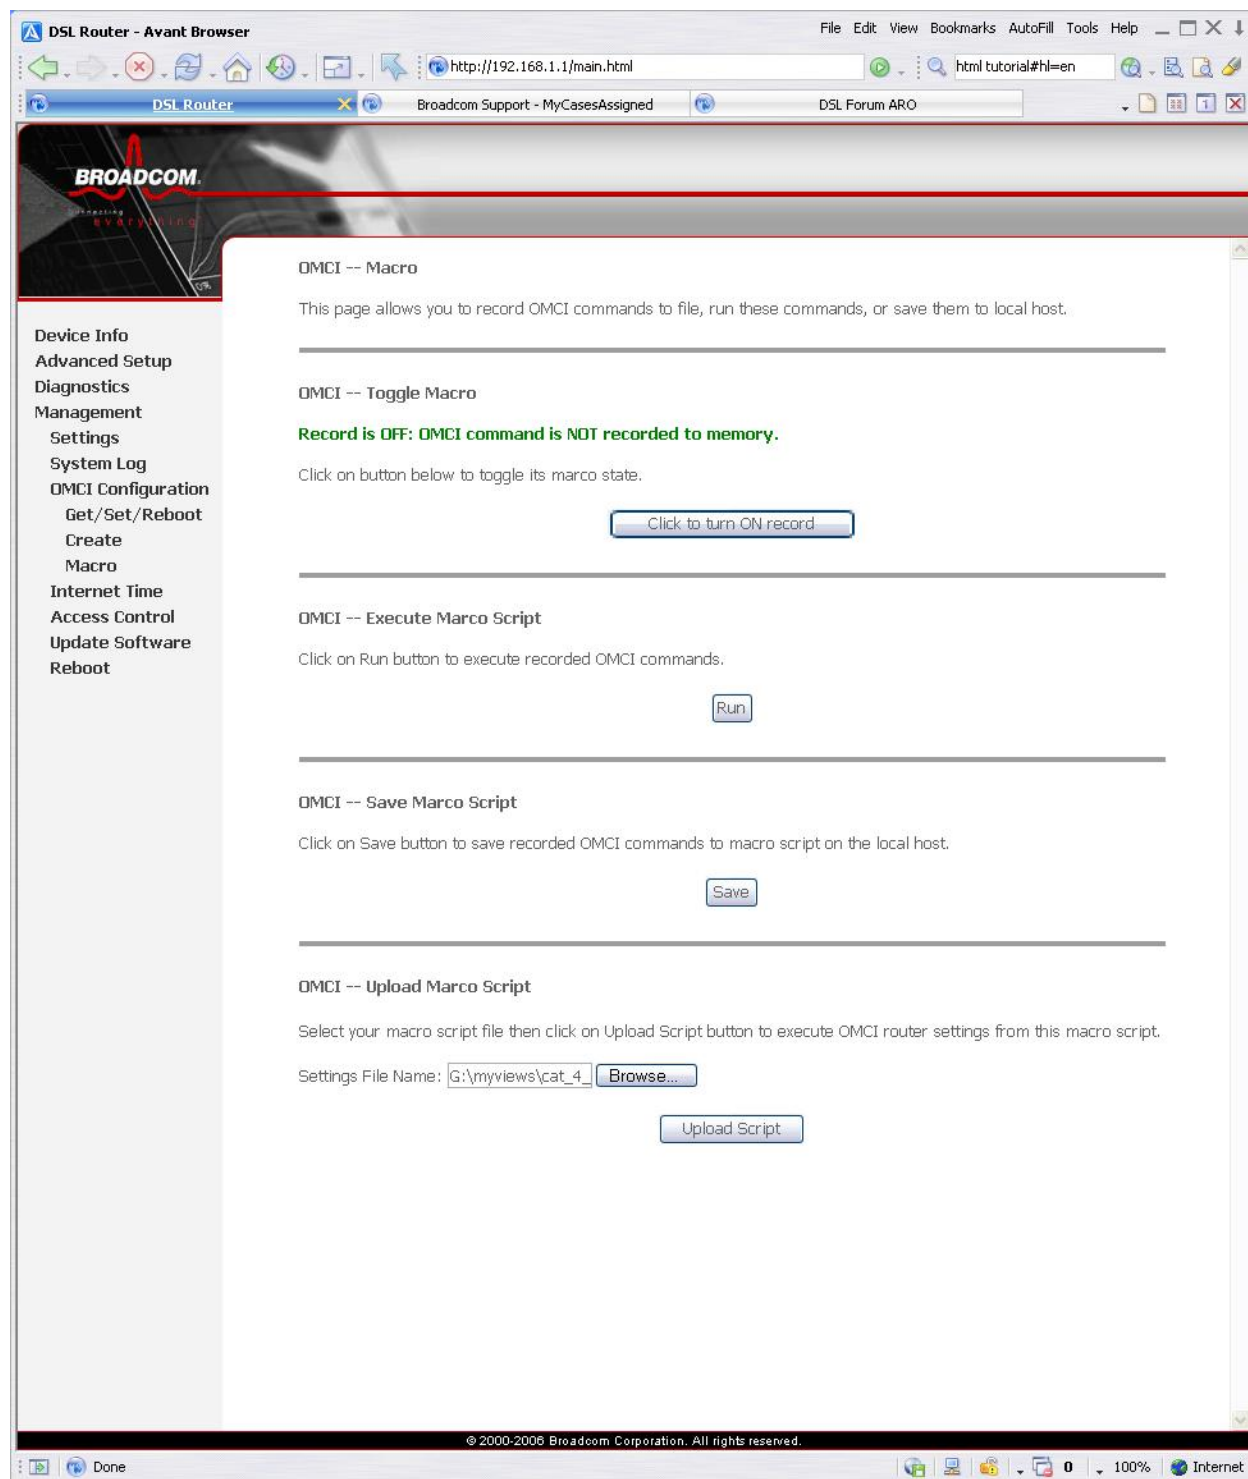 DSL Router - Avant Browser
File Edit View Bookmarks AutoFill Tools Help
http://192.168.1.1/main.html
html tutorial#hl=en
DSL Router
Broadcom Support - MyCasesAssigned
DSL Forum ARO
BROADCOM.
Connecting
everything
Device Info
Advanced Setup
Diagnostics
Management
Settings
System Log
OMCI Configuration
Get/Set/Reboot
Create
Macro
Internet Time
Access Control
Update Software
Reboot
OMCI -- Macro
This page allows you to record OMCI commands to file, run these commands, or save them to local host.
OMCI -- Toggle Macro
Record is OFF: OMCI command is NOT recorded to memory.
Click on button below to toggle its marco state.
Click to turn ON record
OMCI -- Execute Marco Script
Click on Run button to execute recorded OMCI commands.
Run
OMCI -- Save Marco Script
Click on Save button to save recorded OMCI commands to macro script on the local host.
Save
OMCI -- Upload Marco Script
Select your macro script file then click on Upload Script button to execute OMCI router settings from this macro script.
Settings File Name: G:\myviews\cat_4_ Browse...
Upload Script
© 2000-2006 Broadcom Corporation. All rights reserved.
Done
0 100% Internet